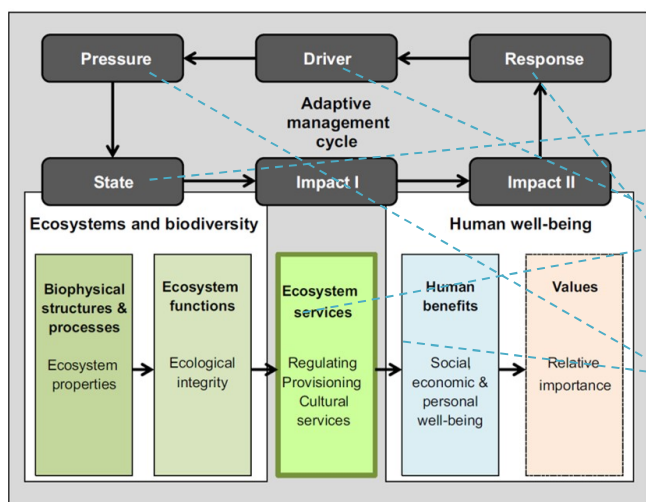 Pressure
Driver
Response
Adaptive
management
cycle
State
Impact I
Impact II
Ecosystems and biodiversity
Human well-being
Biophysical
structures &
processes
Ecosystem
properties
Ecosystem
functions
Ecological
integrity
Ecosystem
services
Regulating
Provisioning
Cultural
services
Human
benefits
Social,
economic &
personal
well-being
Values
Relative
importance